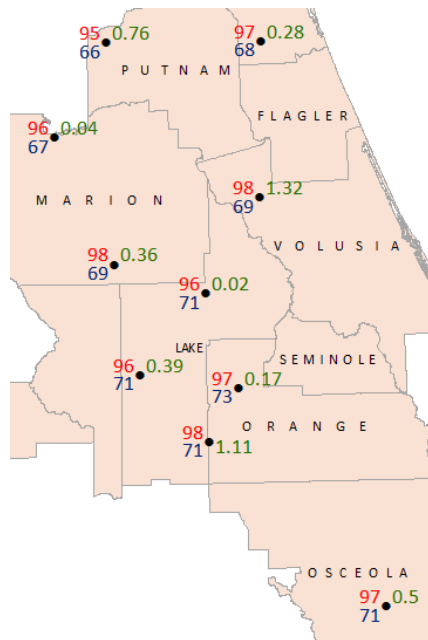 95 0.76
66
97 0.28
68
PUTNAM
FLAGLER
96 0.04
67
98 1.32
69
MARION
VOLUSIA
98 0.36
69
96 0.02
71
LAKE
SEMINOLE
96 0.39
71
97 0.17
73
ORANGE
98
71 1.11
OSCEOLA
97 0.5
71